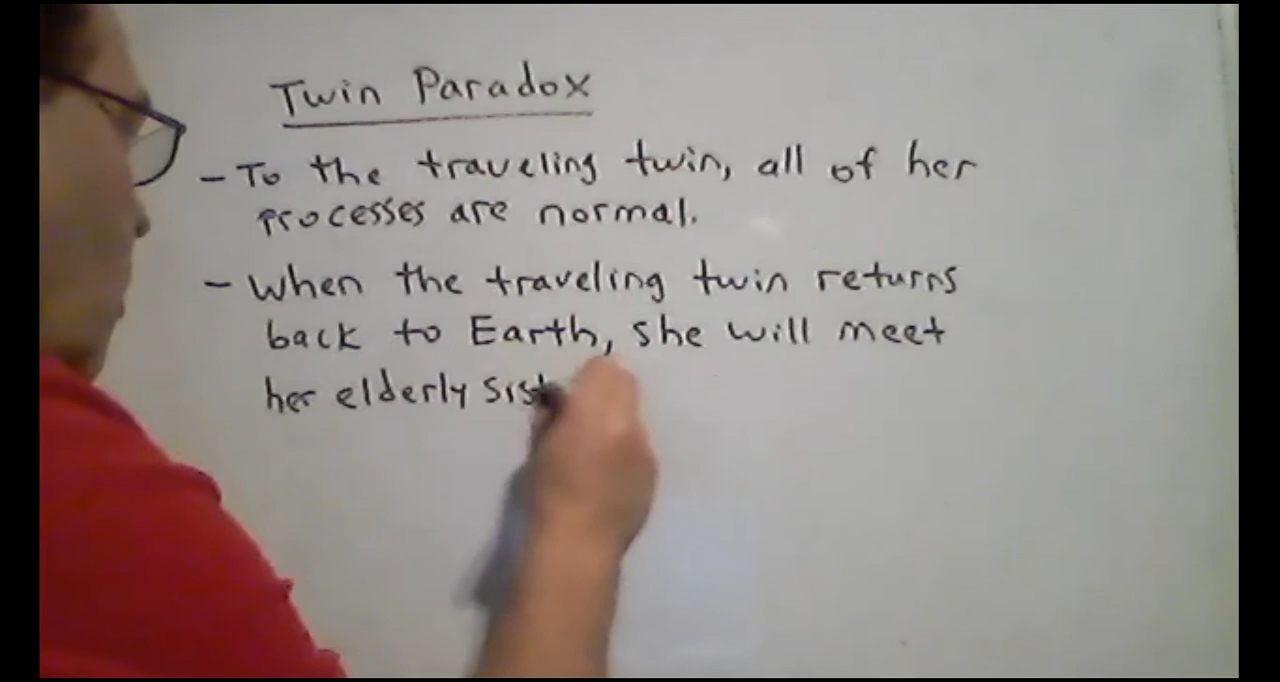 Twin Paradox
- To the traveling twin, all of her
processes are normal.
- When the traveling twin returns
back to Earth, she will meet
her elderly sist